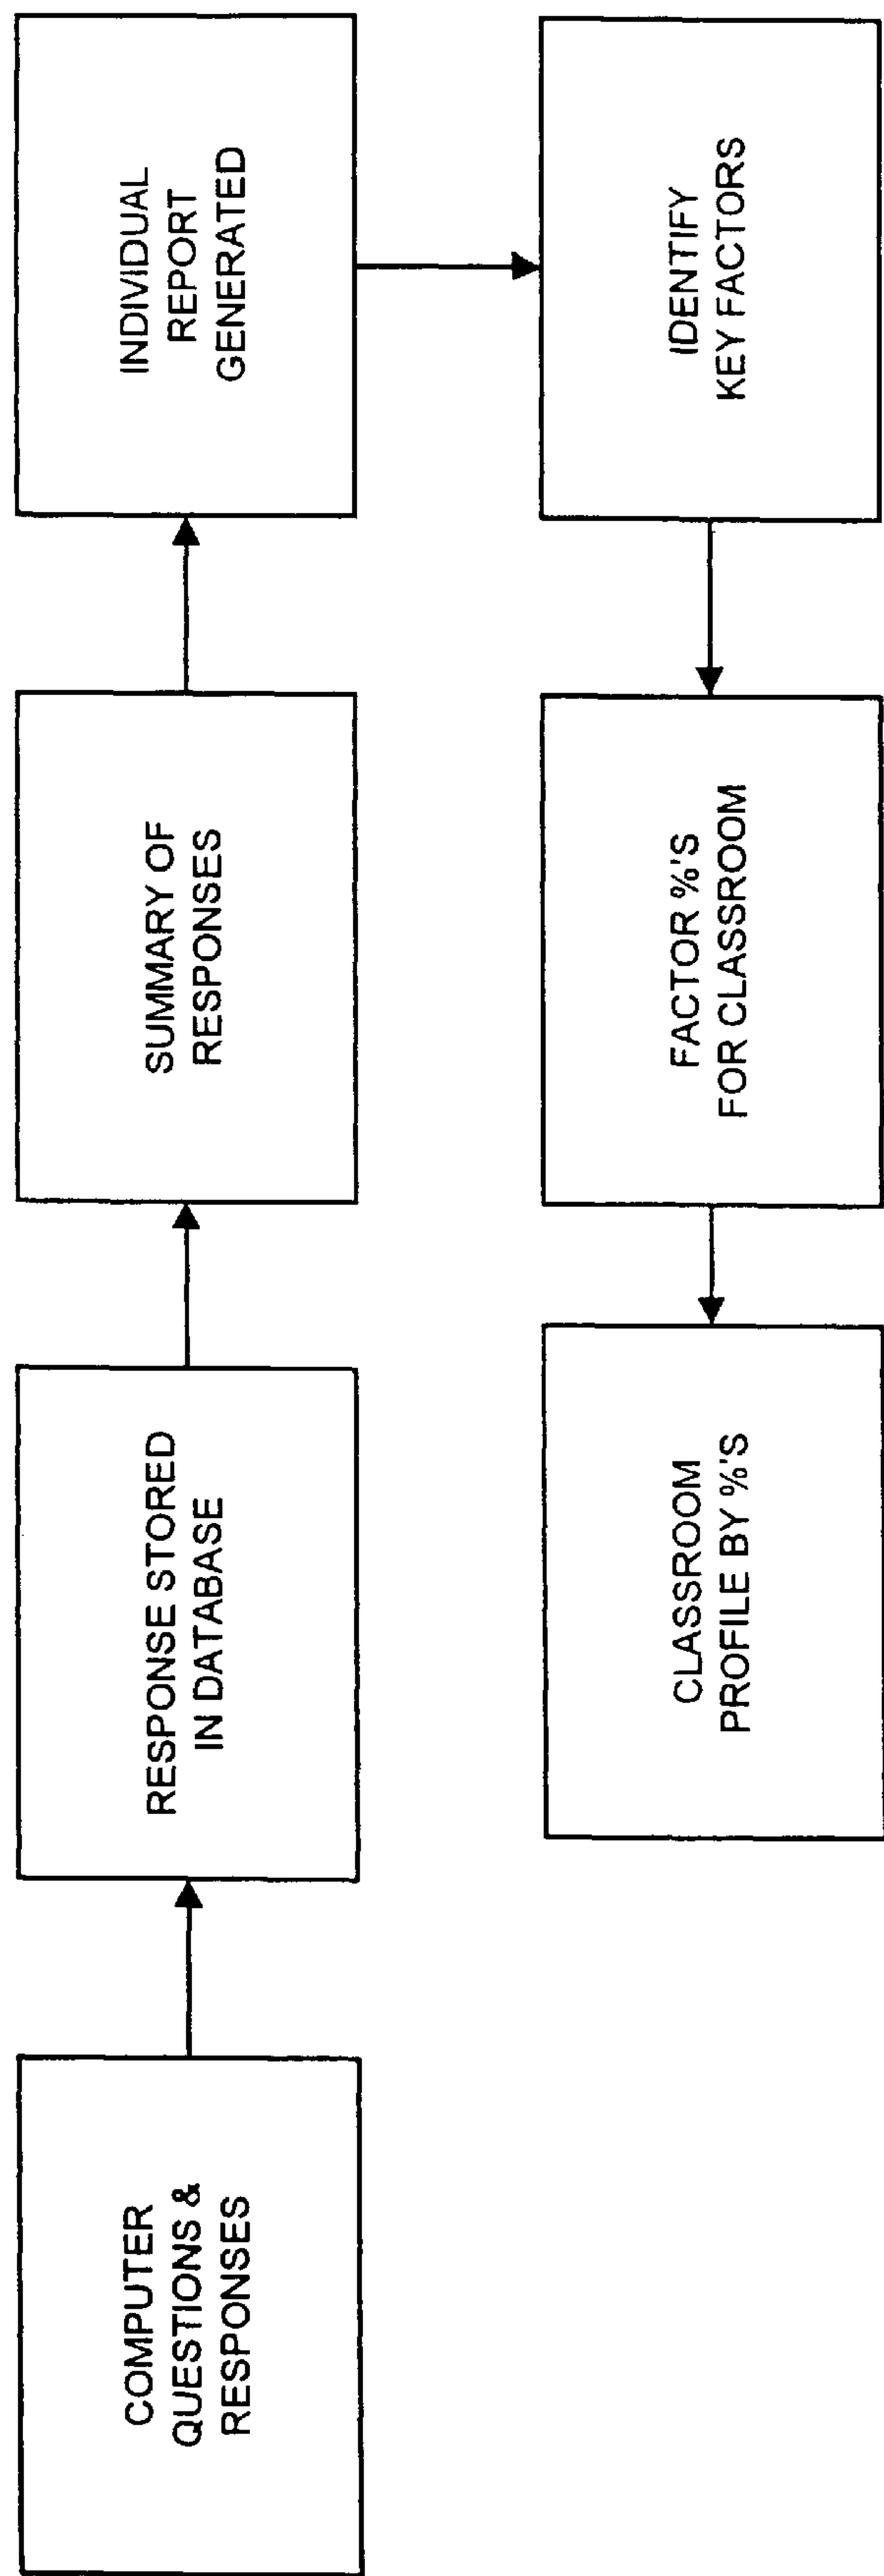 COMPUTER
QUESTIONS &
RESPONSES
RESPONSE STORED
IN DATABASE
SUMMARY OF
RESPONSES
INDIVIDUAL
REPORT
GENERATED
IDENTIFY
KEY FACTORS
FACTOR %'S
FOR CLASSROOM
CLASSROOM
PROFILE BY %'S